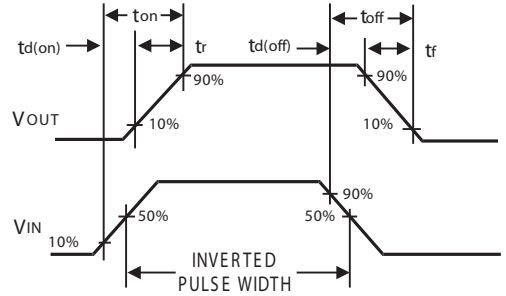 ton toff
td(on) tr td(off) tf
90% 90%
VOUT 10% 10%
90%
50% 50%
VIN 10%
INVERTED
PULSE WIDTH